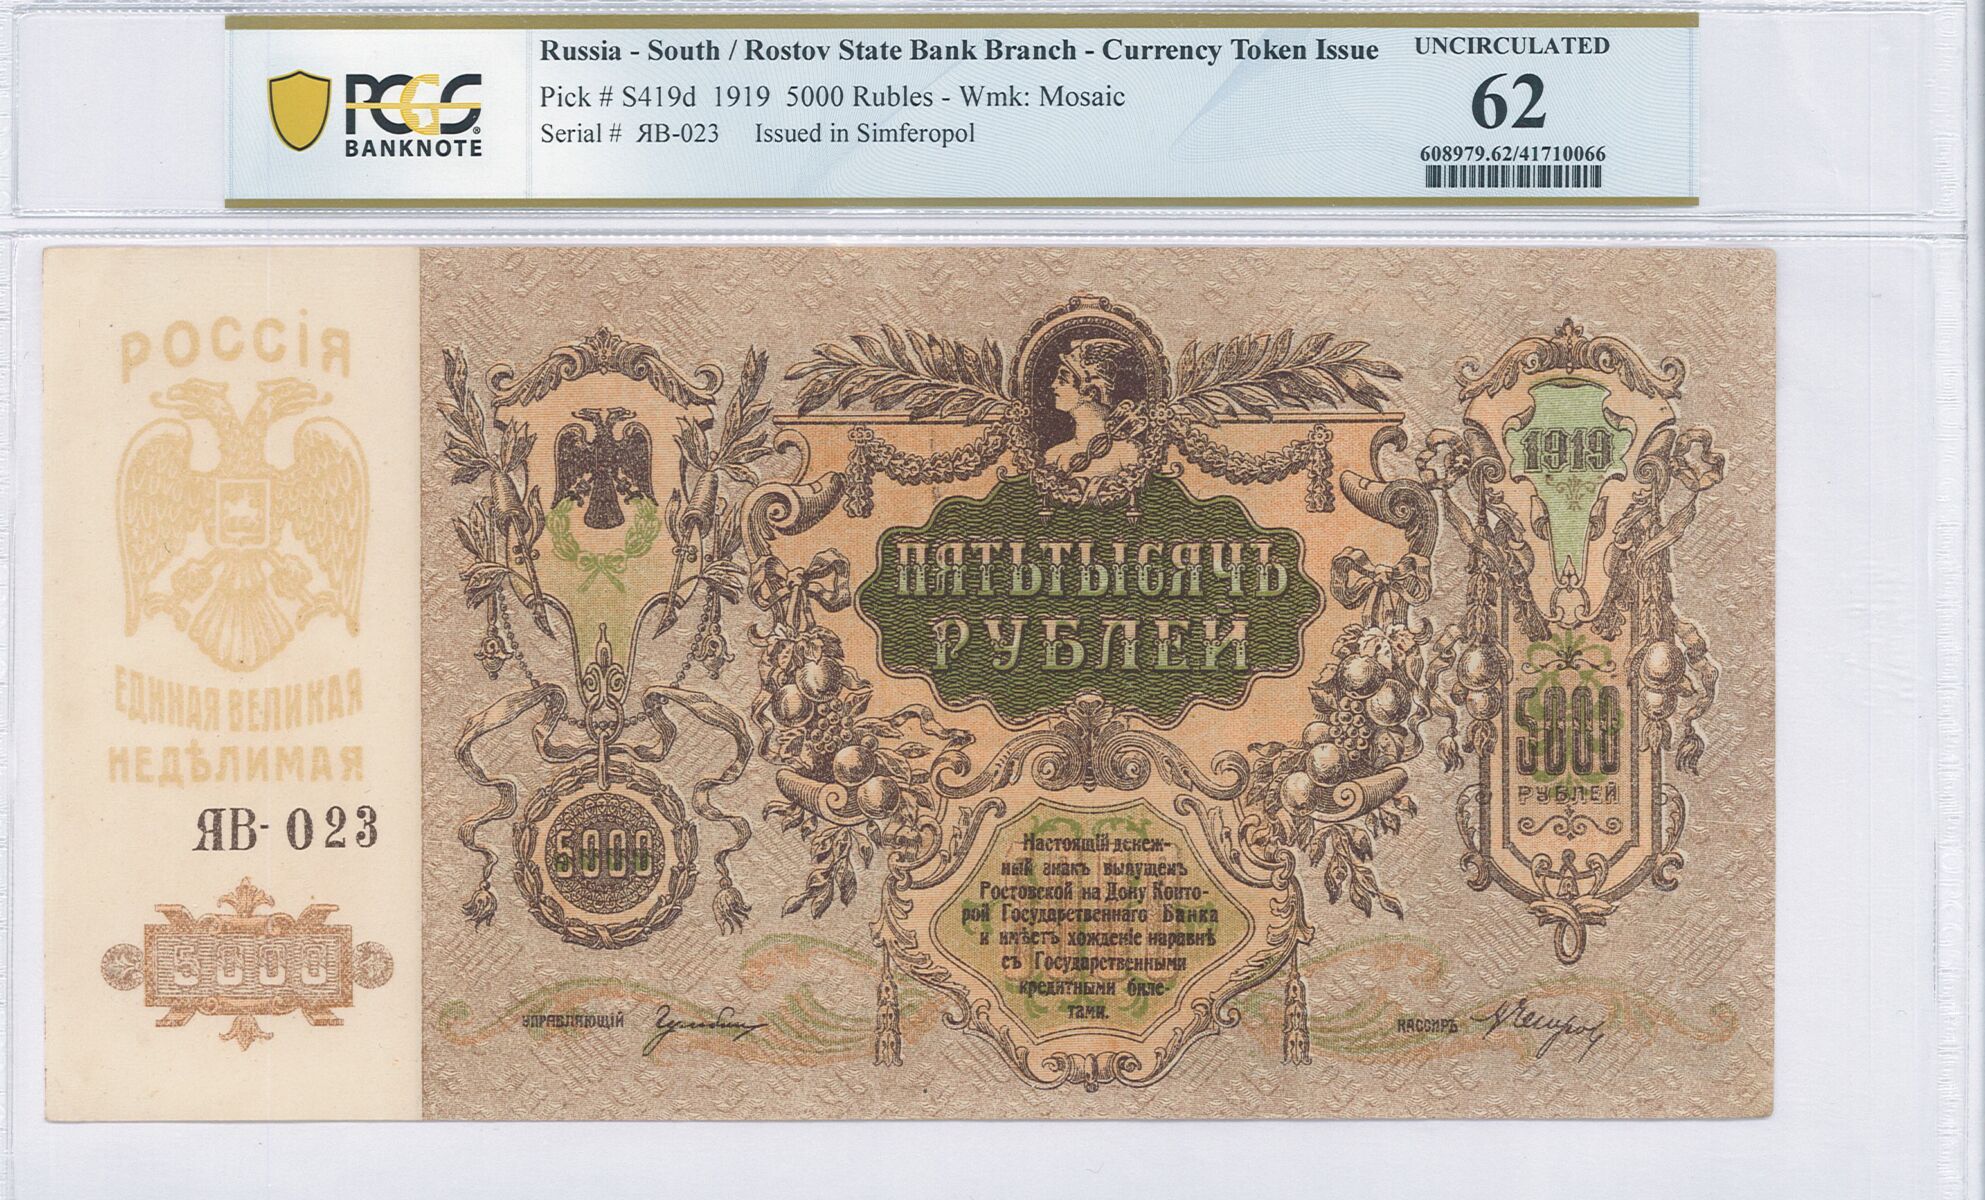 PCGS
BANKNOTE
Russia - South / Rostov State Bank Branch - Currency Token Issue
Pick # S419d 1919 5000 Rubles - Wmk: Mosaic
Serial # ЯВ-023 Issued in Simferopol
UNCIRCULATED
62
608979.62/41710066
РОССІЯ
ЕДИНАЯ ВЕЛИКАЯ
НЕДѢЛИМАЯ
ЯВ- 023
5000
5000
ПЯТЬТЫСЯЧЪ
РУБЛЕЙ
1919
5000
РУБЛЕЙ
Настоящій денеж-
ный знакъ выпущенъ
Ростовской на Дону Конто-
рой Государственнаго Банка
и имѣетъ хожденіе наравнѣ
съ Государственными
кредитными биле-
тами.
УПРАВЛЯЮЩІЙ
КАССИРЪ